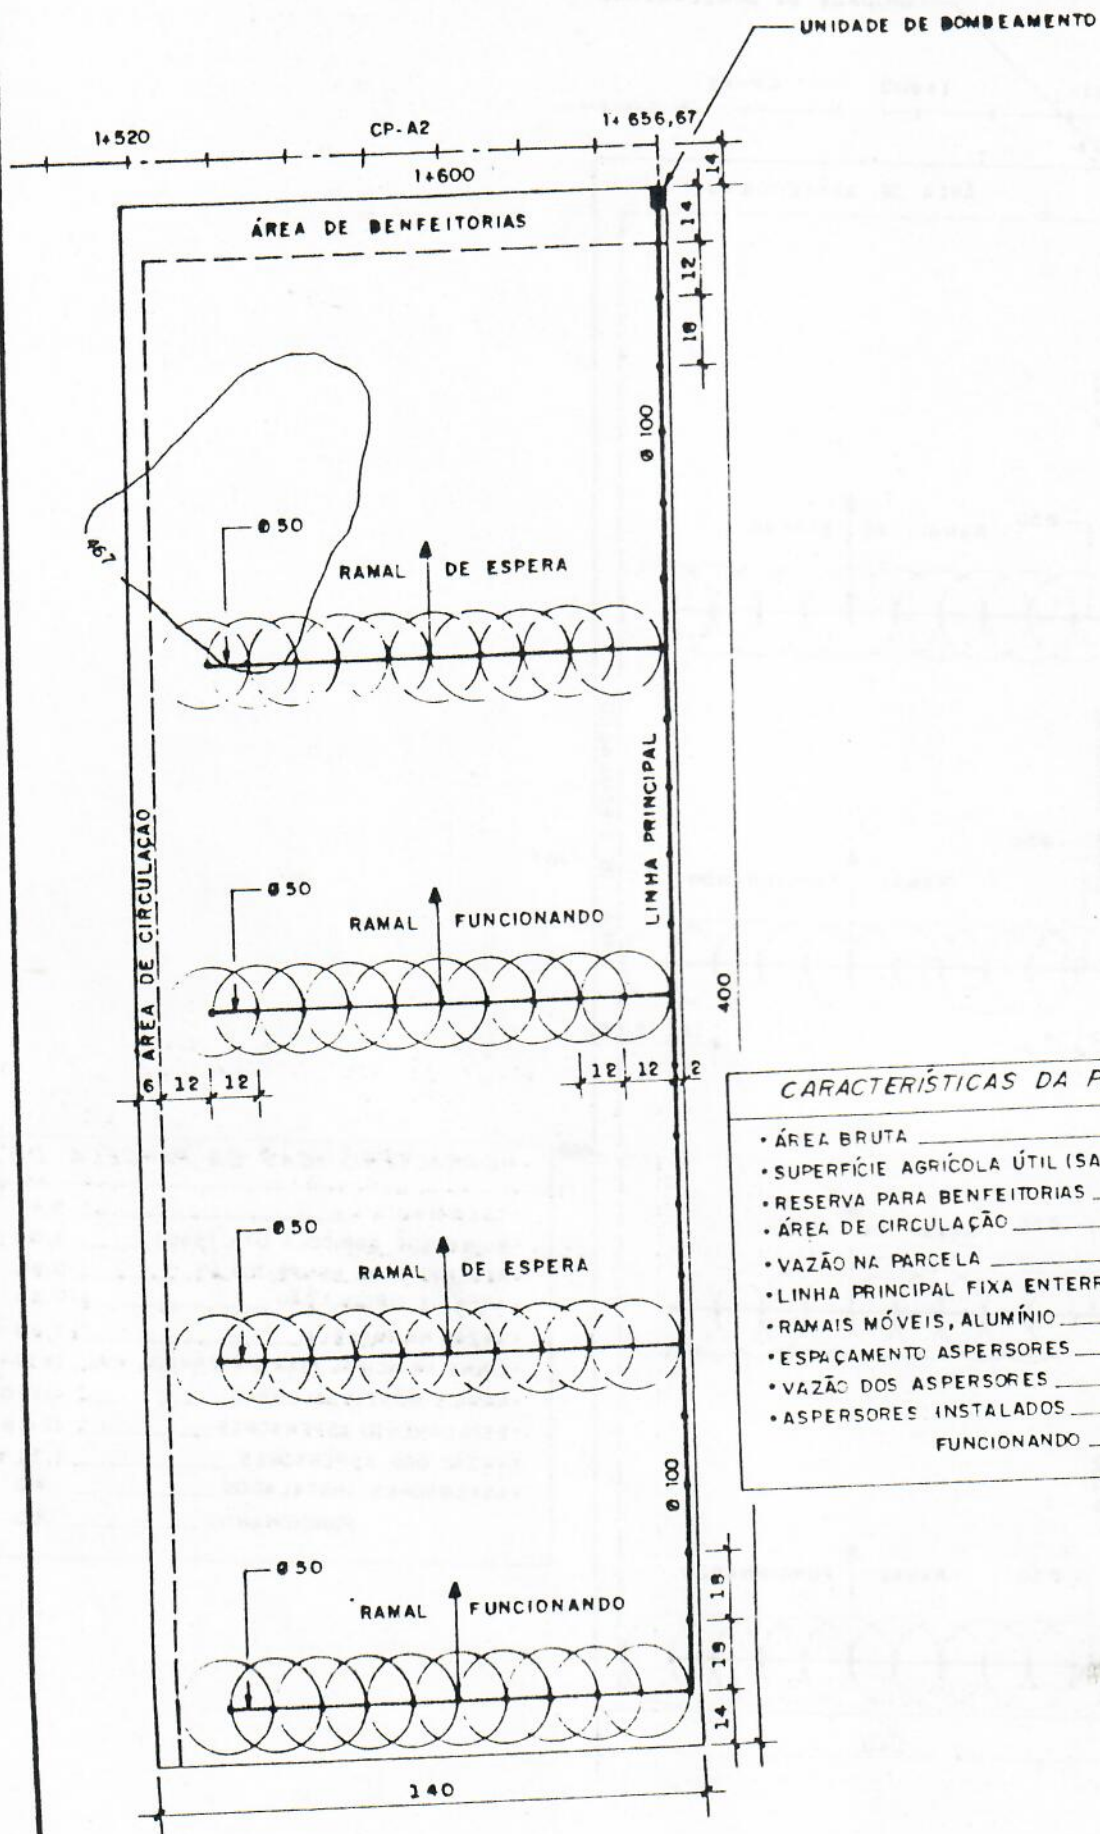 UNIDADE DE BOMBEAMENTO
1+520
CP-A2
1+656,67
1+600
14
ÁREA DE BENFEITORIAS
14
12
18
Ø 100
467
Ø 50
RAMAL DE ESPERA
LINHA PRINCIPAL
ÁREA DE CIRCULAÇÃO
Ø 50
RAMAL FUNCIONANDO
400
6 12 12
12 12 2
CARACTERÍSTICAS DA P
• ÁREA BRUTA
• SUPERFÍCIE AGRÍCOLA ÚTIL (SA
• RESERVA PARA BENFEITORIAS
• ÁREA DE CIRCULAÇÃO
• VAZÃO NA PARCELA
• LINHA PRINCIPAL FIXA ENTERR
• RAMAIS MÓVEIS, ALUMÍNIO
• ESPAÇAMENTO ASPERSORES
• VAZÃO DOS ASPERSORES
• ASPERSORES INSTALADOS
FUNCIONANDO
Ø 50
RAMAL DE ESPERA
Ø 100
Ø 50
RAMAL FUNCIONANDO
18
18
14
140